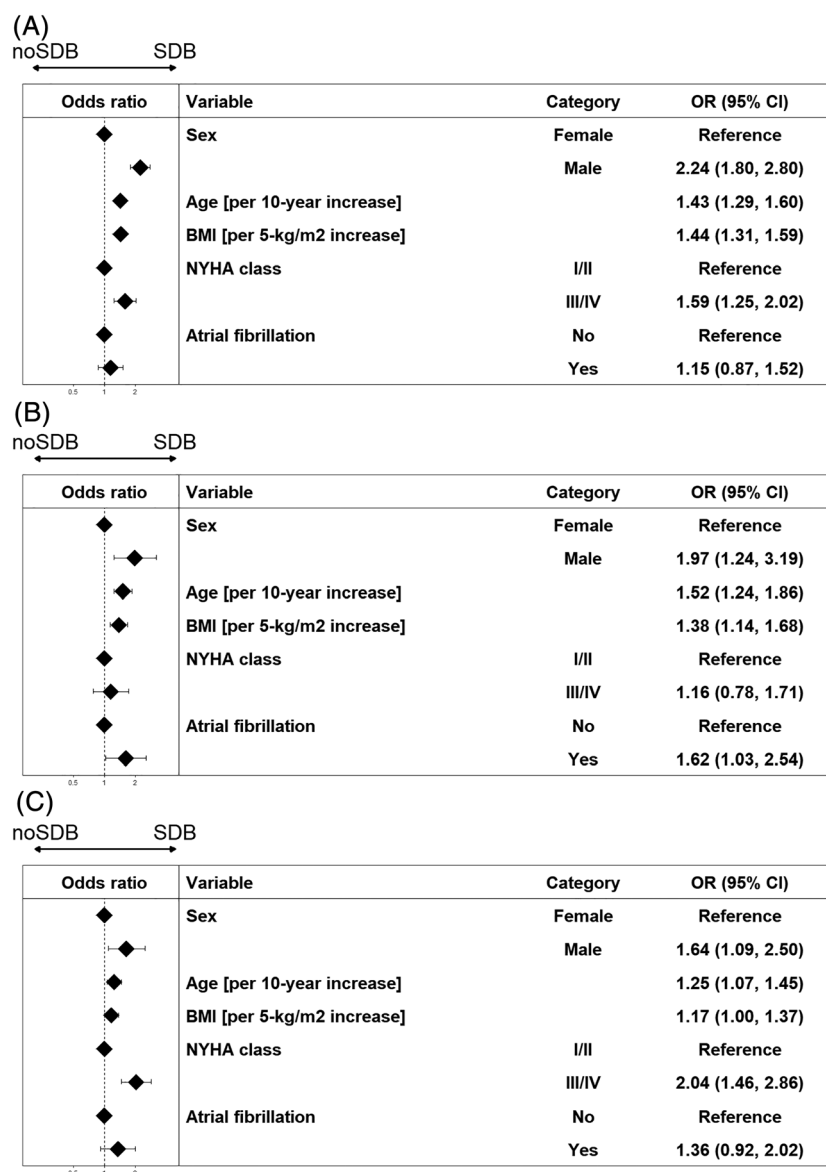 (A)
noSDB SDB
Odds ratio Variable Category OR (95% CI)
Sex Female Reference
Male 2.24 (1.80, 2.80)
Age [per 10-year increase] 1.43 (1.29, 1.60)
BMI [per 5-kg/m2 increase] 1.44 (1.31, 1.59)
NYHA class I/II Reference
III/IV 1.59 (1.25, 2.02)
Atrial fibrillation No Reference
Yes 1.15 (0.87, 1.52)
0.5 1 2
(B)
noSDB SDB
Odds ratio Variable Category OR (95% CI)
Sex Female Reference
Male 1.97 (1.24, 3.19)
Age [per 10-year increase] 1.52 (1.24, 1.86)
BMI [per 5-kg/m2 increase] 1.38 (1.14, 1.68)
NYHA class I/II Reference
III/IV 1.16 (0.78, 1.71)
Atrial fibrillation No Reference
Yes 1.62 (1.03, 2.54)
0.5 1 2
(C)
noSDB SDB
Odds ratio Variable Category OR (95% CI)
Sex Female Reference
Male 1.64 (1.09, 2.50)
Age [per 10-year increase] 1.25 (1.07, 1.45)
BMI [per 5-kg/m2 increase] 1.17 (1.00, 1.37)
NYHA class I/II Reference
III/IV 2.04 (1.46, 2.86)
Atrial fibrillation No Reference
Yes 1.36 (0.92, 2.02)